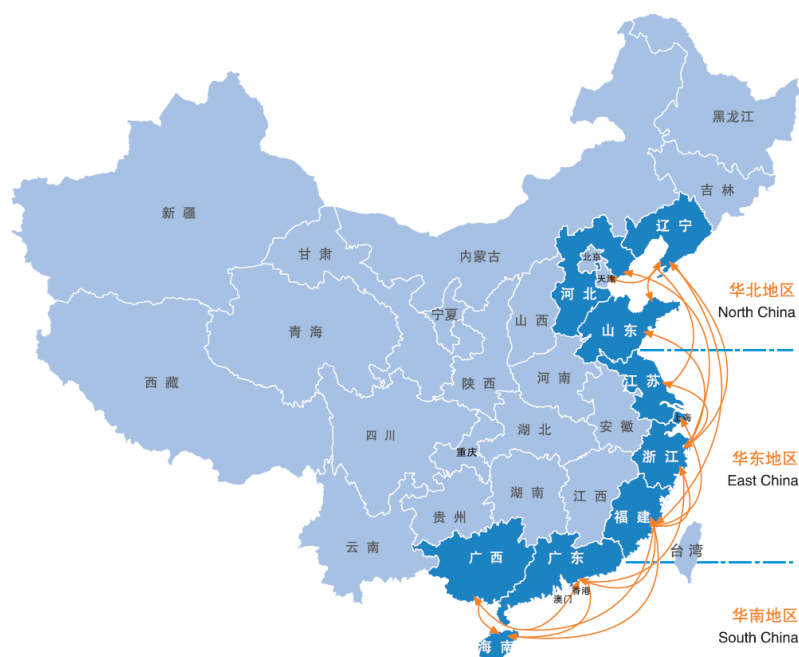 黑龙江
吉林
辽宁
新疆
甘肃
内蒙古
北京
天津
河北
华北地区
North China
宁夏
山西
山东
青海
西藏
陕西
河南
江苏
上海
安徽
四川
湖北
重庆
浙江
华东地区
East China
湖南
江西
贵州
福建
云南
台湾
广西
广东
香港
澳门
华南地区
South China
海南